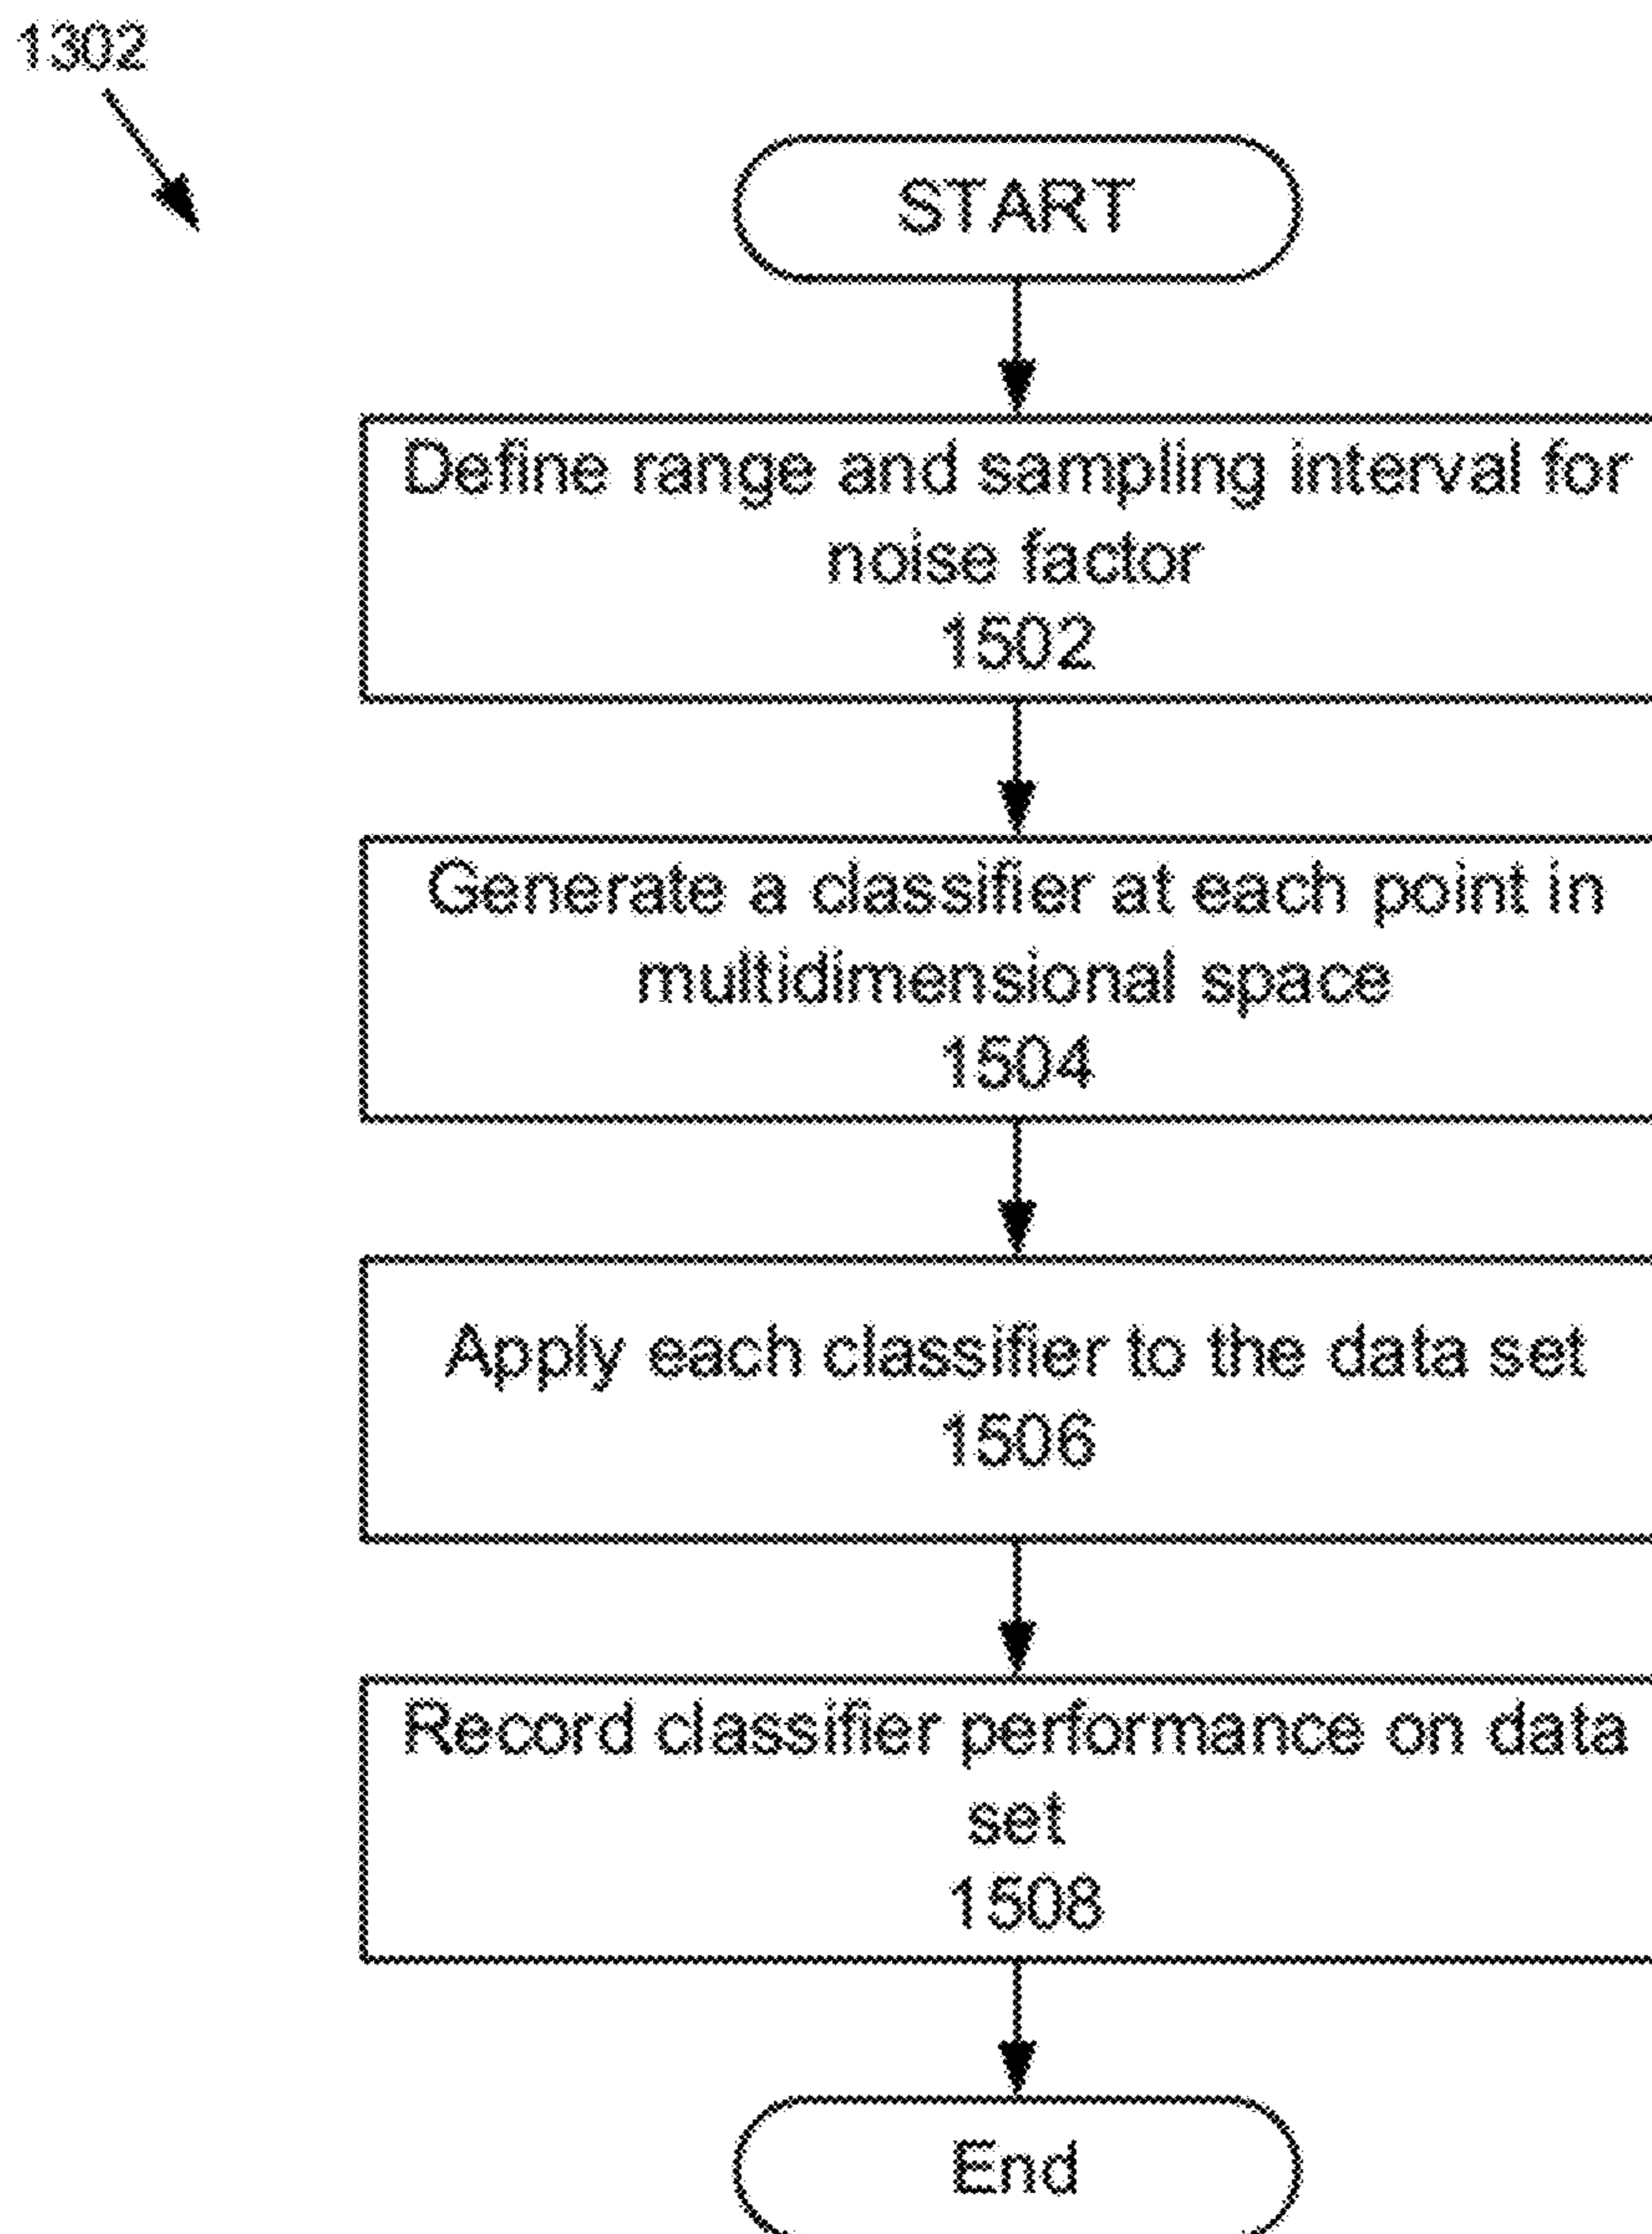 1302
START
Define range and sampling interval for
noise factor
1502
Generate a classifier at each point in
multidimensional space
1504
Apply each classifier to the data set
1506
Record classifier performance on data
set
1508
End